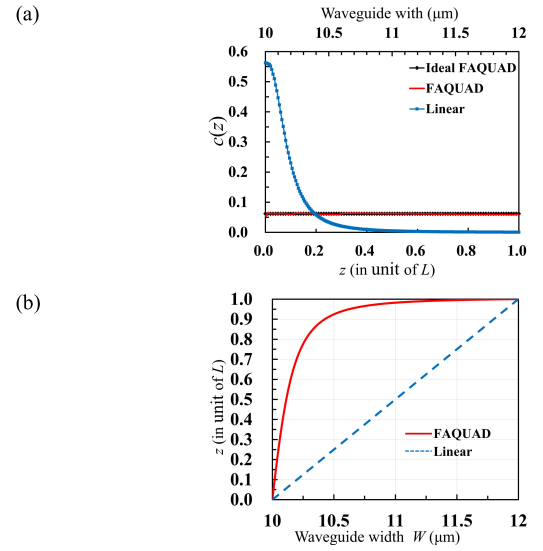 (a)
Waveguide with (μm)
10 10.5 11 11.5 12
0.6
0.5
0.4
0.3
0.2
0.1
0.0
c(z)
Ideal FAQUAD
FAQUAD
Linear
0.0 0.2 0.4 0.6 0.8 1.0
z (in unit of L)
(b)
1.0
0.9
0.8
0.7
0.6
0.5
0.4
0.3
0.2
0.1
0.0
z (in unit of L)
FAQUAD
Linear
10 10.5 11 11.5 12
Waveguide width W (μm)